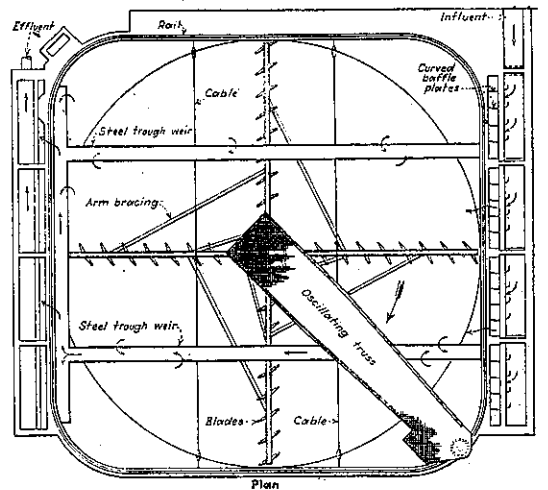 Effluent
Rail
Influent
Curved
baffle
plates
Cable
Steel trough weir
Arm bracing
Oscillating truss
Steel trough weir
Blades
Cable
Plan